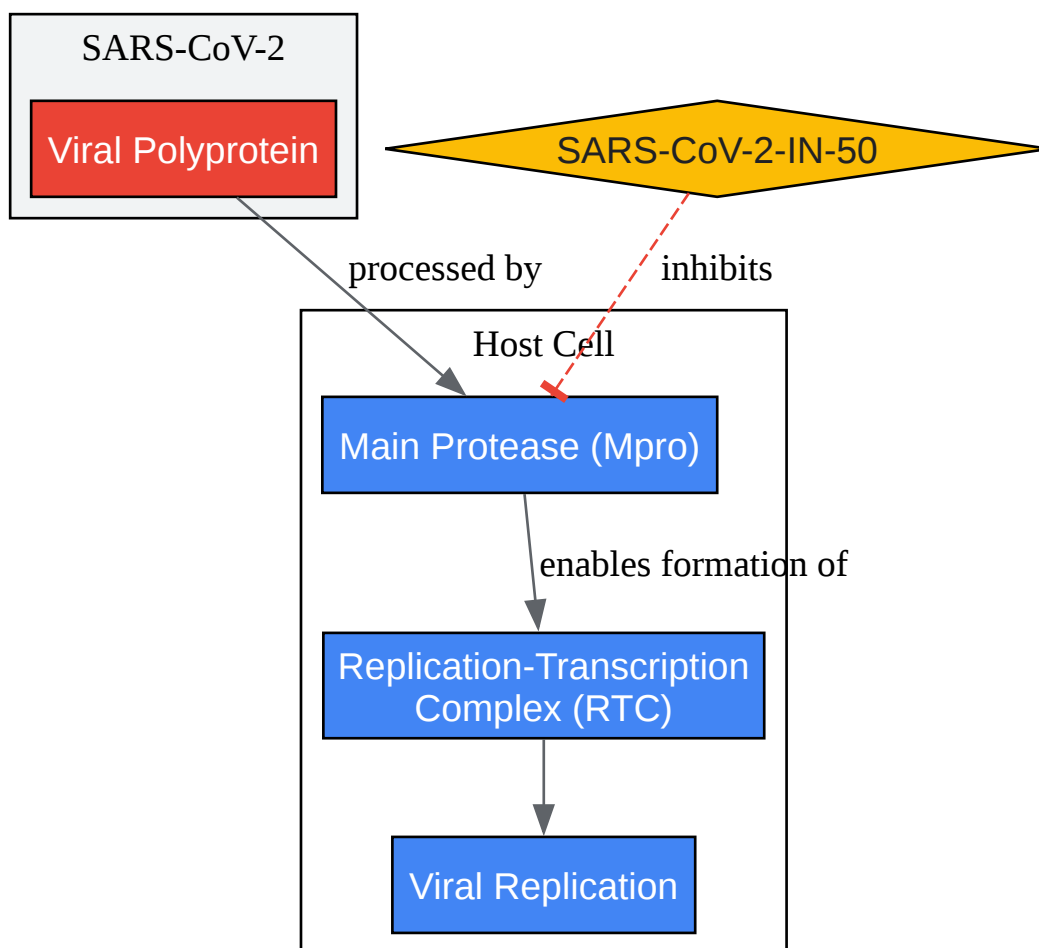 SARS-CoV-2
Viral Polyprotein
SARS-CoV-2-IN-50
processed by
inhibits
Host Cell
Main Protease (Mpro)
enables formation of
Replication-Transcription
Complex (RTC)
Viral Replication